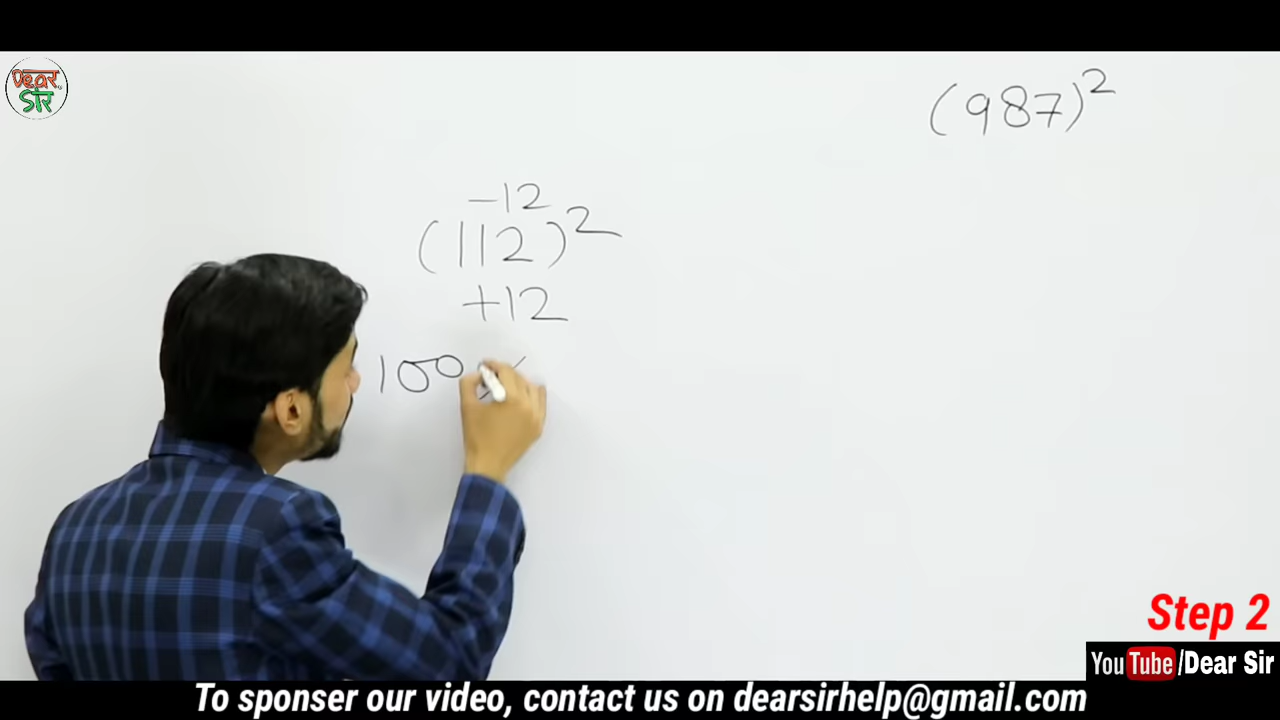 Dear
Sir
(987)²
-12
(112)²
+12
100 ×
Step 2
YouTube/Dear Sir
To sponser our video, contact us on dearsirhelp@gmail.com